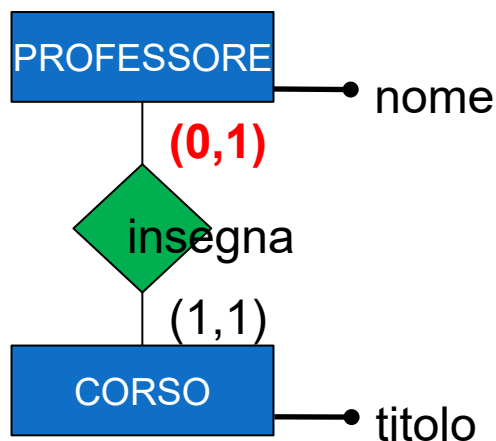 PROFESSORE
nome
(0,1)
insegna
(1,1)
CORSO
titolo